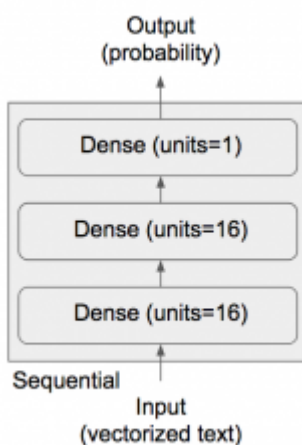 Output
(probability)
Dense (units=1)
Dense (units=16)
Dense (units=16)
Sequential
Input
(vectorized text)